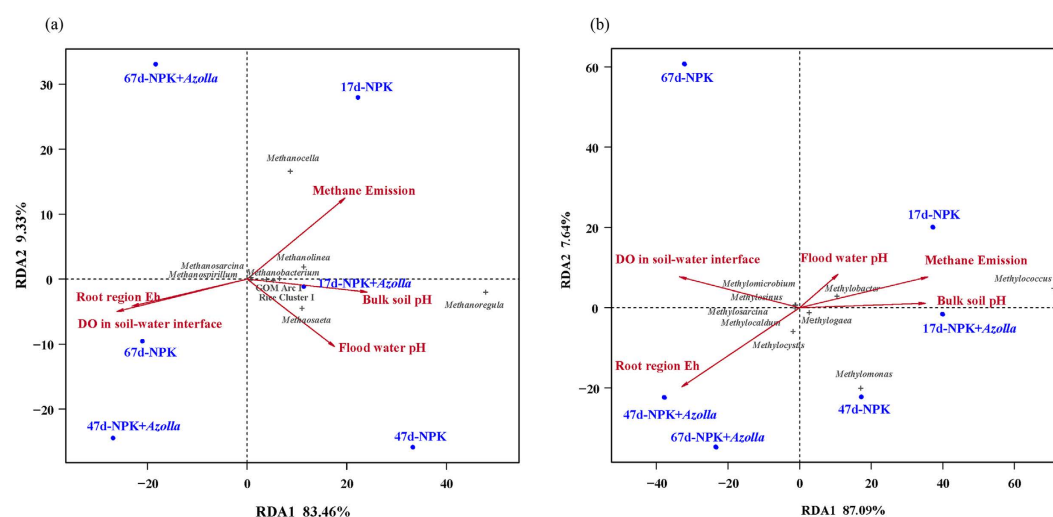 (a)
30
20
10
0
−10
−20
RDA2 9.33%
67d-NPK+Azolla
17d-NPK
Methanocella
Methane Emission
Methanolinea
Methanosarcina
Methanobacterium
Methanospirillum
GOM Arc I
17d-NPK+Azolla
Rice Cluster I
Root region Eh
Bulk soil pH
Methanoregula
Methaosaeta
DO in soil-water interface
Flood water pH
67d-NPK
47d-NPK+Azolla
47d-NPK
−20
0
20
40
RDA1 83.46%
(b)
60
40
20
0
−20
RDA2 7.64%
67d-NPK
17d-NPK
DO in soil-water interface
Flood water pH
Methane Emission
Methylomicrobium
Methylobacter
Methylococcus
Methylosinus
Bulk soil pH
Methylosarcina
Methylogaea
Methylocaldum
17d-NPK+Azolla
Methylocystis
Root region Eh
Methylomonas
47d-NPK+Azolla
47d-NPK
67d-NPK+Azolla
−40
−20
0
20
40
60
RDA1 87.09%